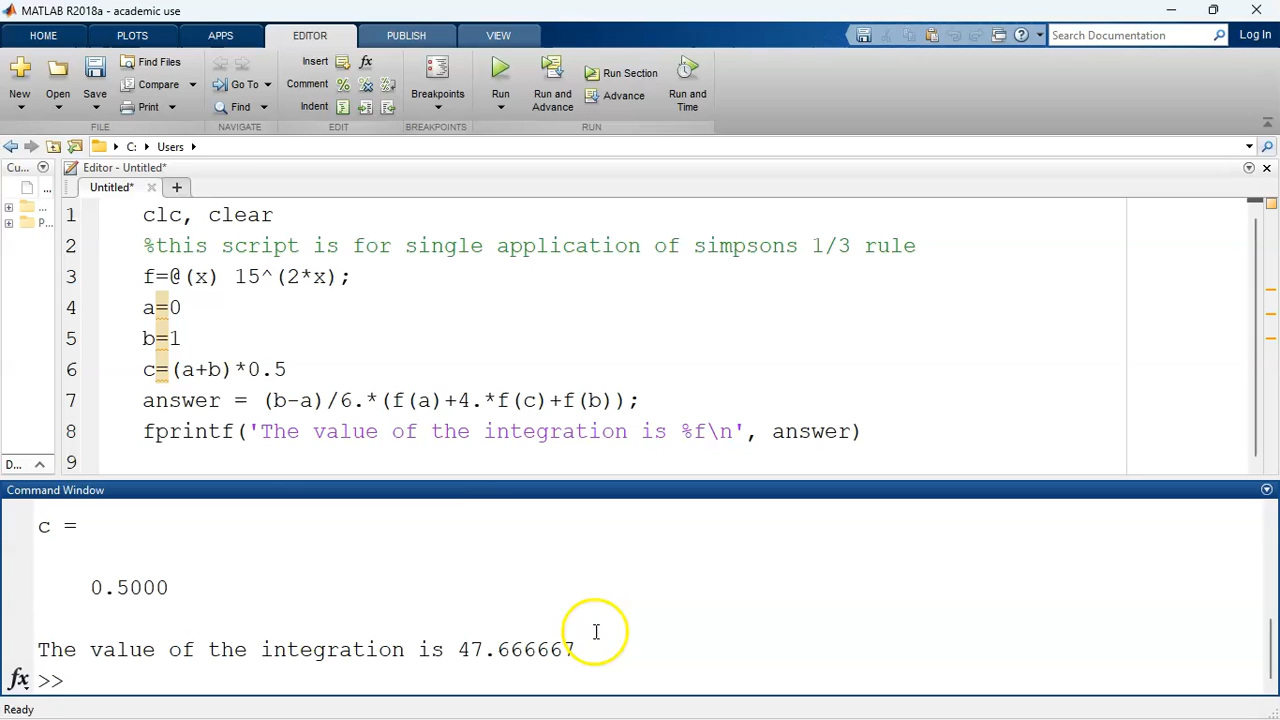 MATLAB R2018a - academic use
HOME PLOTS APPS EDITOR PUBLISH VIEW Search Documentation Log In
New Open Save Find Files Compare Print Go To Find Insert Comment Indent fx Breakpoints Run Run and Advance Run Section Advance Run and Time
FILE NAVIGATE EDIT BREAKPOINTS RUN
C: Users
Cu... Editor - Untitled*
Untitled*
...
...
P...
D...
1 clc, clear
2 %this script is for single application of simpsons 1/3 rule
3 f=@(x) 15^(2*x);
4 a=0
5 b=1
6 c=(a+b)*0.5
7 answer = (b-a)/6.*(f(a)+4.*f(c)+f(b));
8 fprintf('The value of the integration is %f\n', answer)
9
Command Window
c =
0.5000
The value of the integration is 47.666667
fx >>
Ready